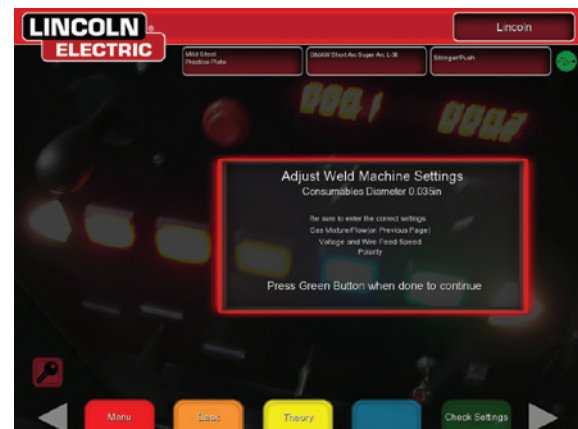 LINCOLN
ELECTRIC
Lincoln
Mild Steel
Practice Plate
GMAW Short Arc Super Arc L-56
Stringer/Push
Adjust Weld Machine Settings
Consumables Diameter 0.035in
Be sure to enter the correct settings
Gas Mixture/Flow(on Previous Page)
Voltage and Wire Feed Speed
Polarity
Press Green Button when done to continue
Menu
Back
Theory
Check Settings